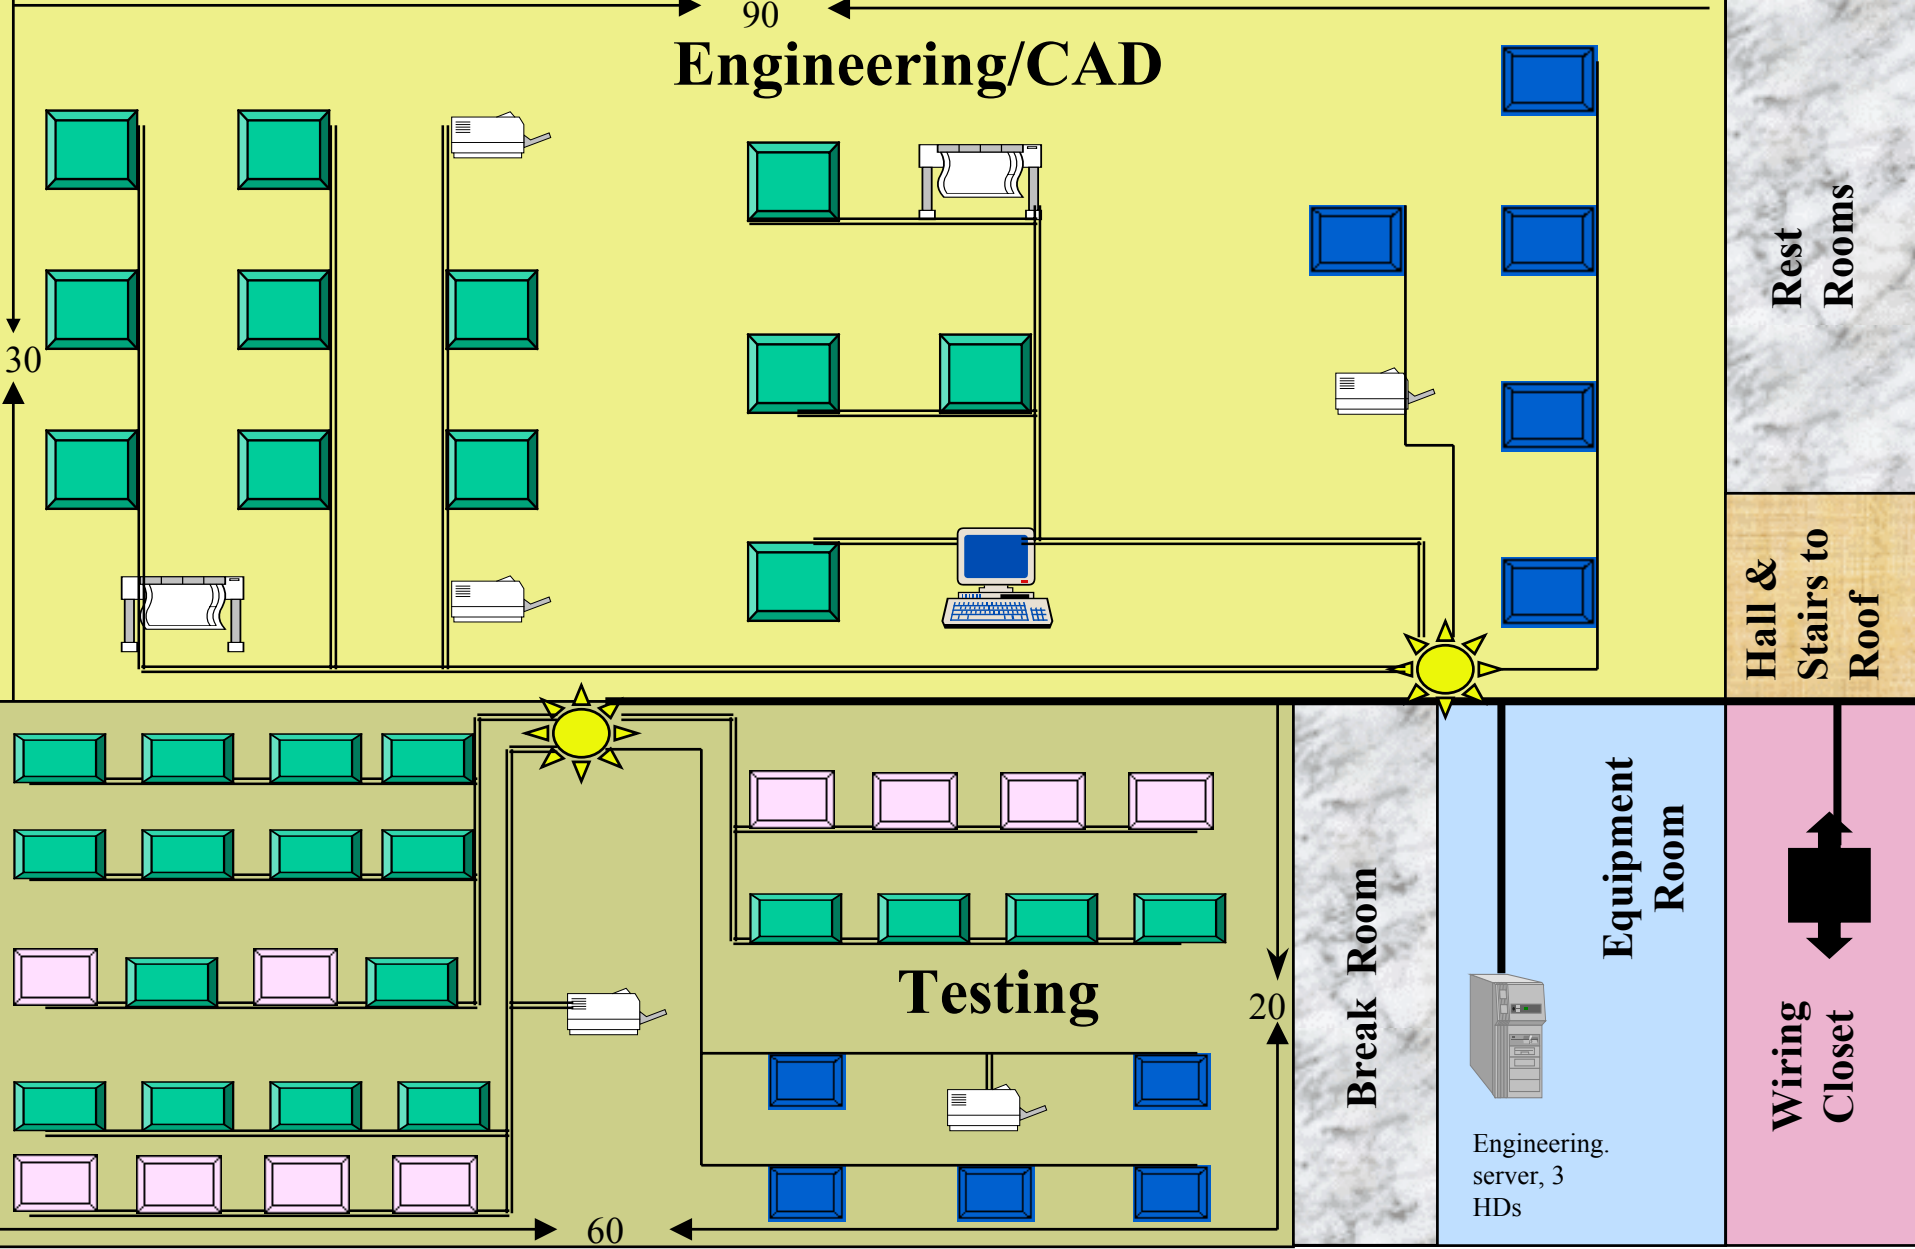 90
Engineering/CAD
30
Rest
Rooms
Hall &
Stairs to
Roof
Testing
20
60
Break Room
Equipment
Room
Engineering.
server, 3
HDs
Wiring
Closet